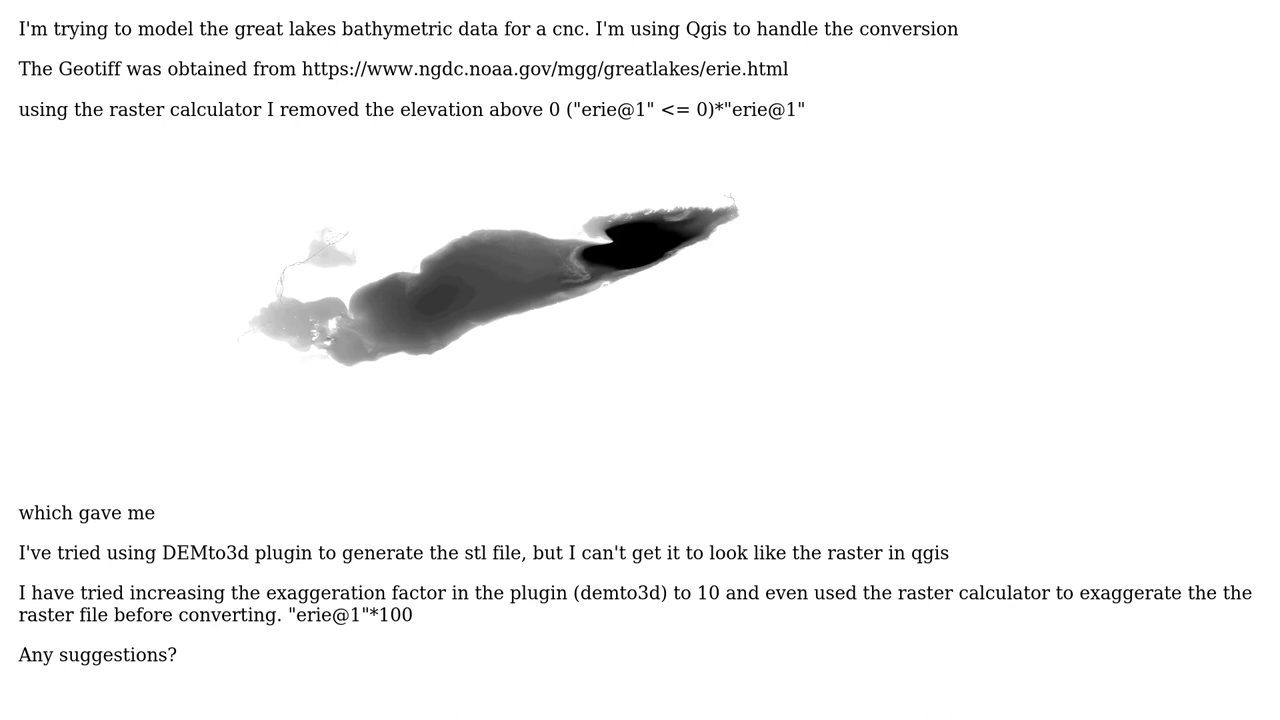 I'm trying to model the great lakes bathymetric data for a cnc. I'm using Qgis to handle the conversion
The Geotiff was obtained from https://www.ngdc.noaa.gov/mgg/greatlakes/erie.html
using the raster calculator I removed the elevation above 0 ("erie@1" <= 0)*"erie@1"
which gave me
I've tried using DEMto3d plugin to generate the stl file, but I can't get it to look like the raster in qgis
I have tried increasing the exaggeration factor in the plugin (demto3d) to 10 and even used the raster calculator to exaggerate the the
raster file before converting. "erie@1"*100
Any suggestions?